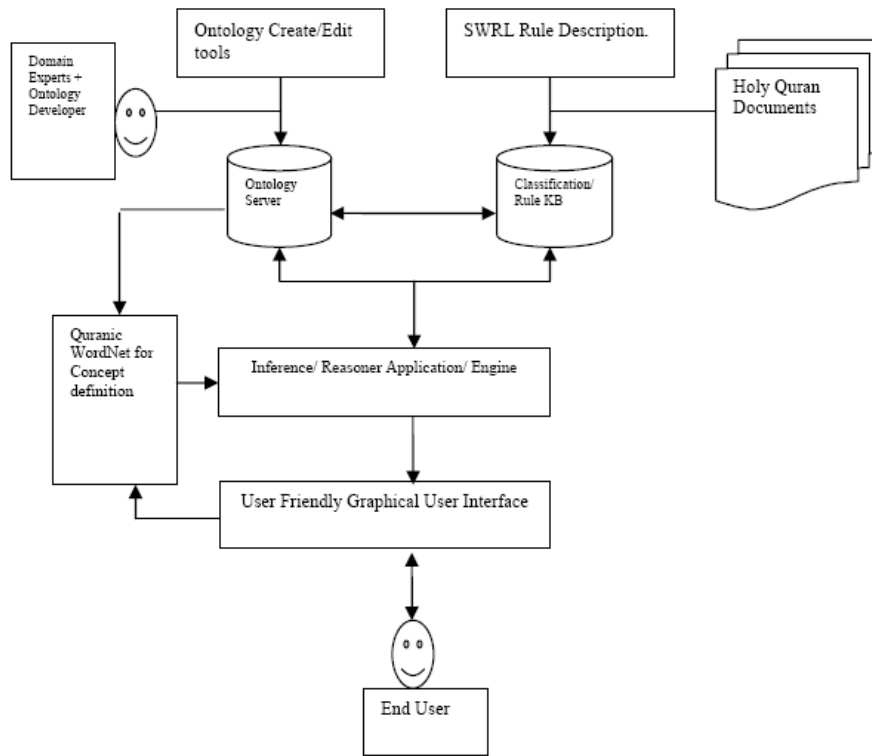 Ontology Create/Edit
tools
SWRL Rule Description.
Domain
Experts +
Ontology
Developer
Holy Quran
Documents
Ontology
Server
Classification/
Rule KB
Quranic
WordNet for
Concept
definition
Inference/ Reasoner Application/ Engine
User Friendly Graphical User Interface
End User